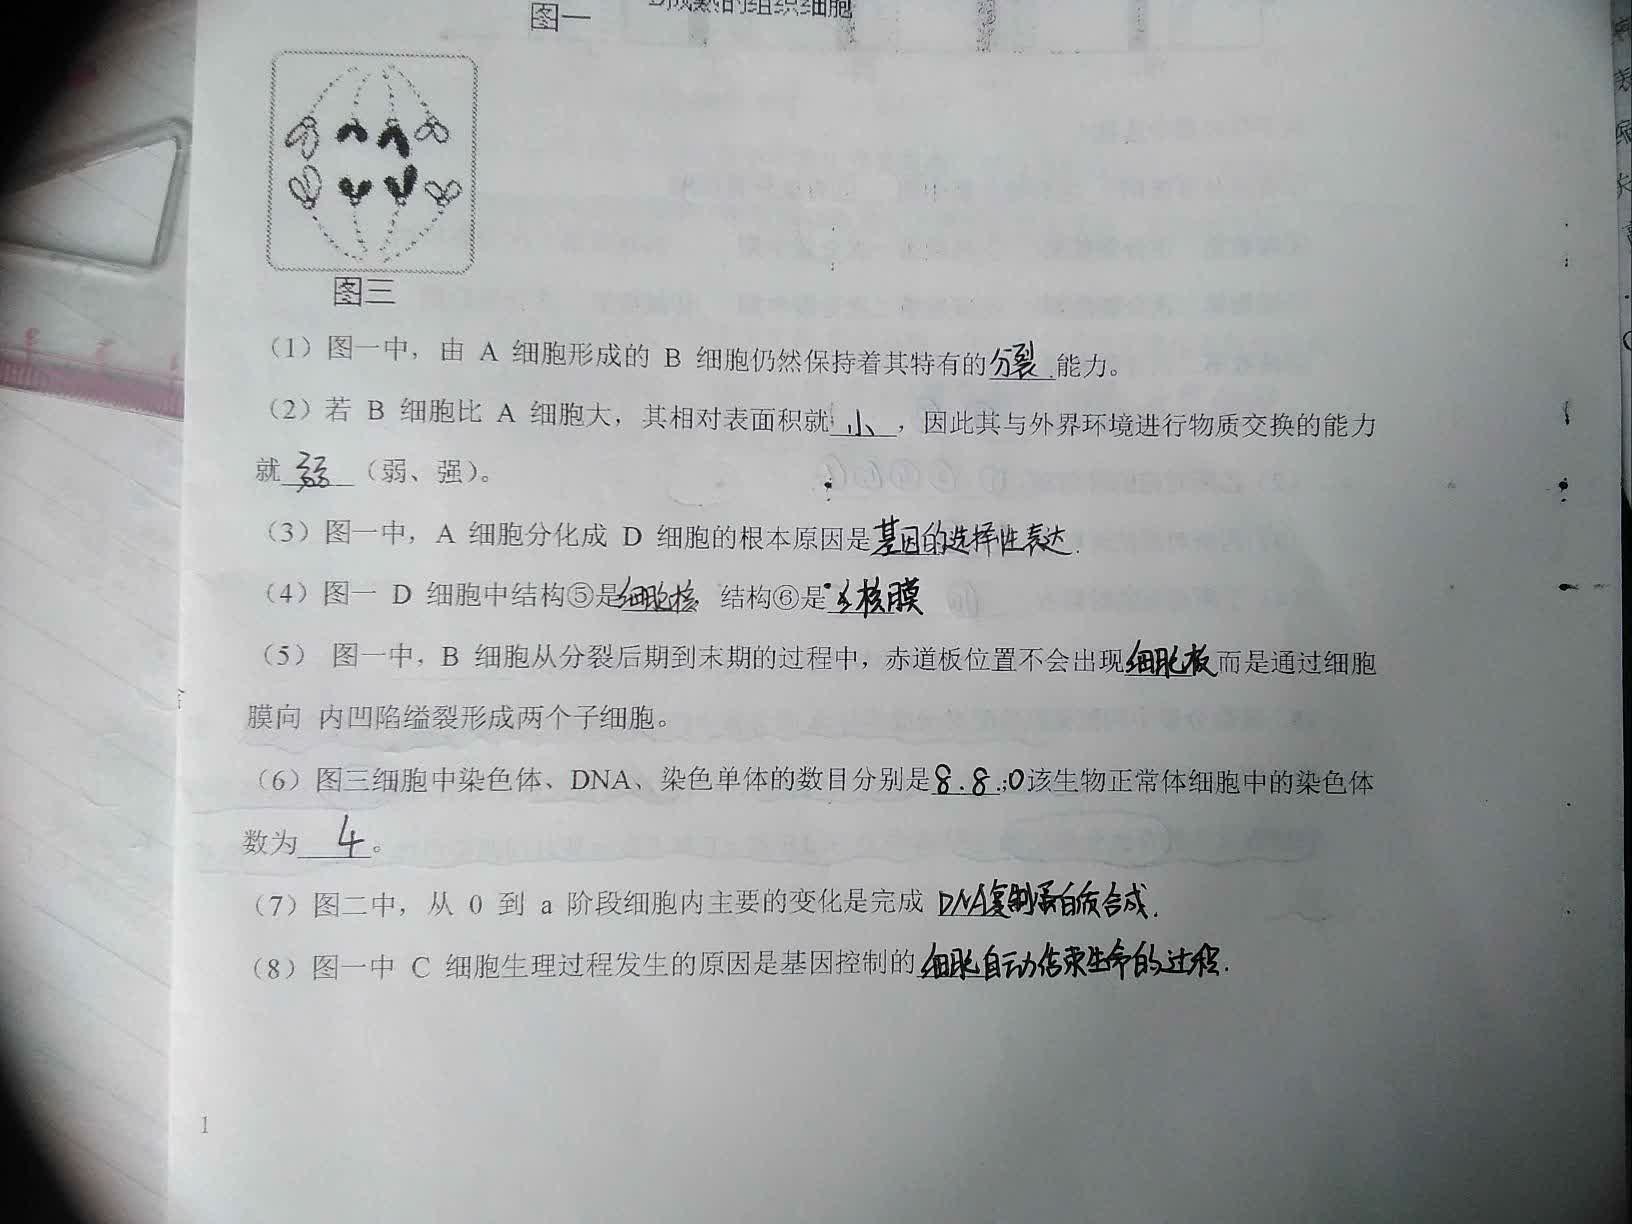 图一
D成熟的组织细胞
图三
（1）图一中，由 A 细胞形成的 B 细胞仍然保持着其特有的分裂能力。
（2）若 B 细胞比 A 细胞大，其相对表面积就小，因此其与外界环境进行物质交换的能力
就弱（弱、强）。
（3）图一中，A 细胞分化成 D 细胞的根本原因是基因的选择性表达.
（4）图一 D 细胞中结构⑤是细胞核 结构⑥是核膜
（5） 图一中，B 细胞从分裂后期到末期的过程中，赤道板位置不会出现细胞板而是通过细胞
膜向 内凹陷缢裂形成两个子细胞。
（6）图三细胞中染色体、DNA、染色单体的数目分别是8.8.;0该生物正常体细胞中的染色体
数为 4。
（7）图二中，从 0 到 a 阶段细胞内主要的变化是完成 DNA复制蛋白质合成.
（8）图一中 C 细胞生理过程发生的原因是基因控制的细胞自动结束生命的过程.
1